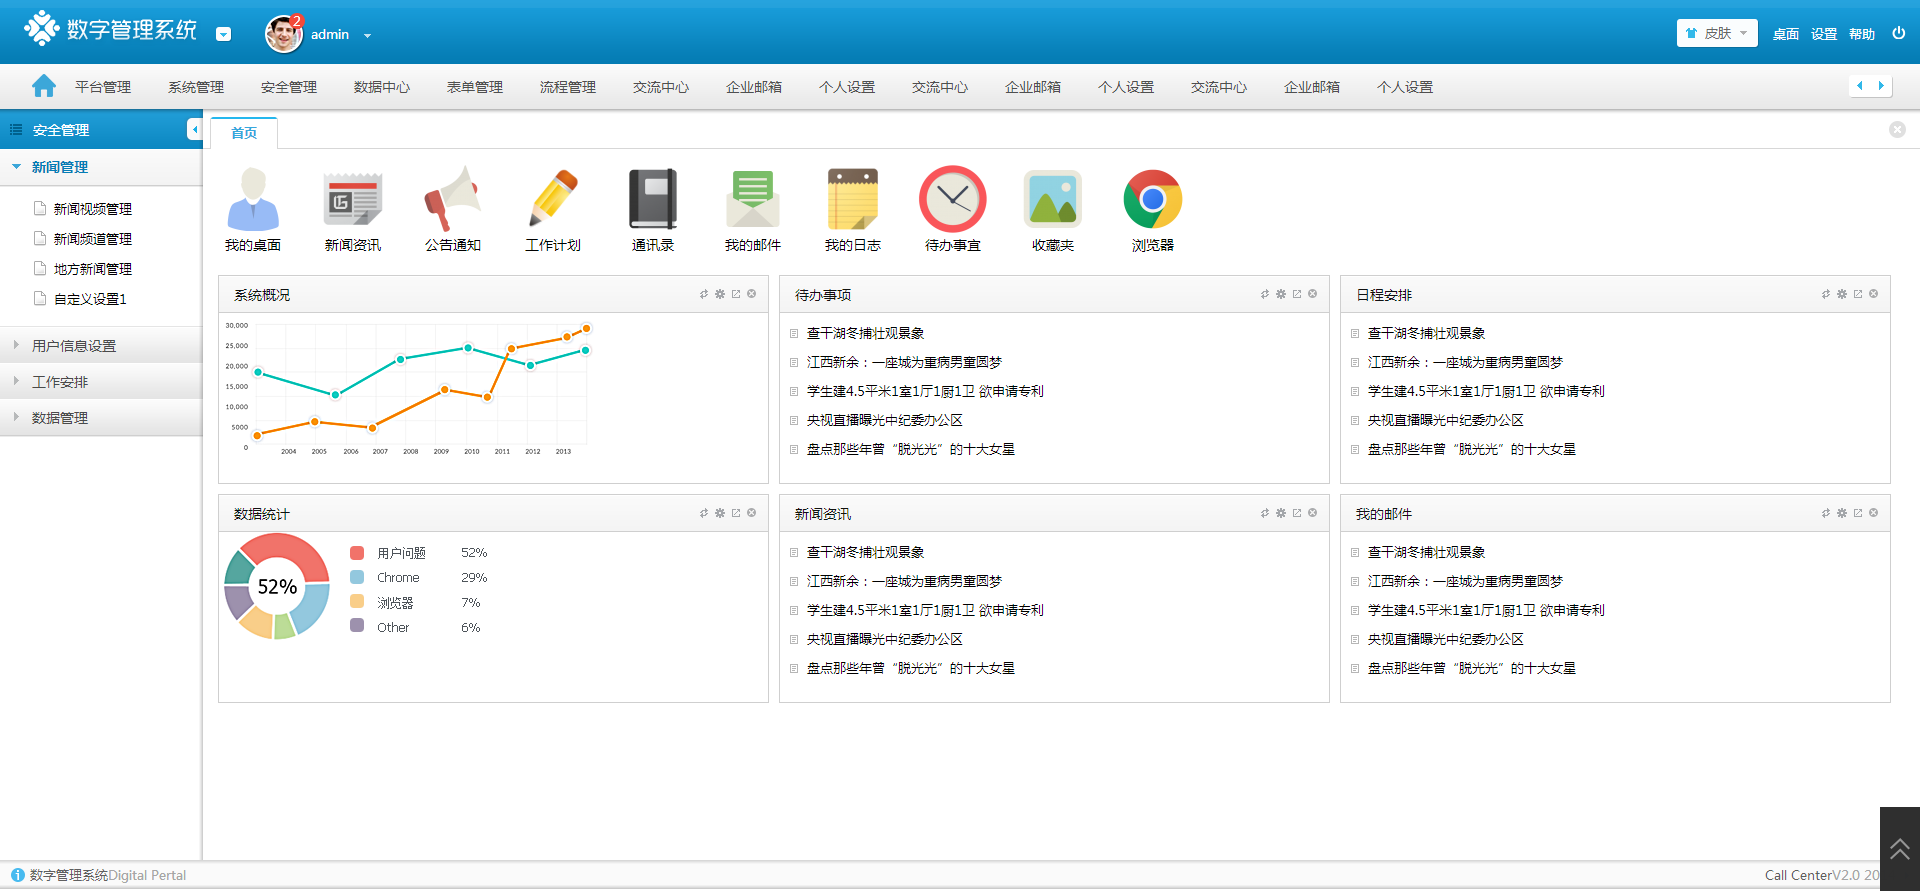 数字管理系统
2
admin
皮肤 桌面 设置 帮助
平台管理 系统管理 安全管理 数据中心 表单管理 流程管理 交流中心 企业邮箱 个人设置 交流中心 企业邮箱 个人设置 交流中心 企业邮箱 个人设置
安全管理
新闻管理
新闻视频管理
新闻频道管理
地方新闻管理
自定义设置1
用户信息设置
工作安排
数据管理
首页
我的桌面 新闻资讯 公告通知 工作计划 通讯录 我的邮件 我的日志 待办事宜 收藏夹 浏览器
系统概况
30,000
25,000
20,000
15,000
10,000
5000
0
2004 2005 2006 2007 2008 2009 2010 2011 2012 2013
待办事项
查干湖冬捕壮观景象
江西新余：一座城为重病男童圆梦
学生建4.5平米1室1厅1厨1卫 欲申请专利
央视直播曝光中纪委办公区
盘点那些年曾“脱光光”的十大女星
日程安排
查干湖冬捕壮观景象
江西新余：一座城为重病男童圆梦
学生建4.5平米1室1厅1厨1卫 欲申请专利
央视直播曝光中纪委办公区
盘点那些年曾“脱光光”的十大女星
数据统计
52%
用户问题 52%
Chrome 29%
浏览器 7%
Other 6%
新闻资讯
查干湖冬捕壮观景象
江西新余：一座城为重病男童圆梦
学生建4.5平米1室1厅1厨1卫 欲申请专利
央视直播曝光中纪委办公区
盘点那些年曾“脱光光”的十大女星
我的邮件
查干湖冬捕壮观景象
江西新余：一座城为重病男童圆梦
学生建4.5平米1室1厅1厨1卫 欲申请专利
央视直播曝光中纪委办公区
盘点那些年曾“脱光光”的十大女星
数字管理系统Digital Pertal
Call CenterV2.0 20